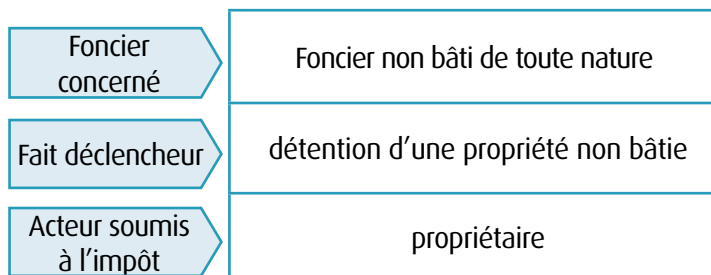 Foncier
concerné
Foncier non bâti de toute nature
Fait déclencheur
détention d'une propriété non bâtie
Acteur soumis
à l'impôt
propriétaire